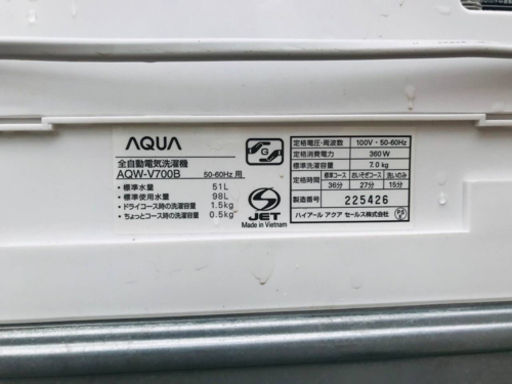 AQUA
全自動電気洗濯機
AQW-V700B 50-60Hz 用
・標準水量 51L
・標準使用水量 98L
・ドライコース時の洗濯容量 1.5kg
・ちょっとコース時の洗濯容量 0.5kg
S
JET
Made in Vietnam
定格電圧・周波数 100V・50-60Hz
定格消費電力 360W
標準洗濯容量 7.0kg
定格時間 標準コース おいそぎコース 洗いのみ
36分 27分 15分
製造番号 225426
ハイアール アクア セールス株式会社